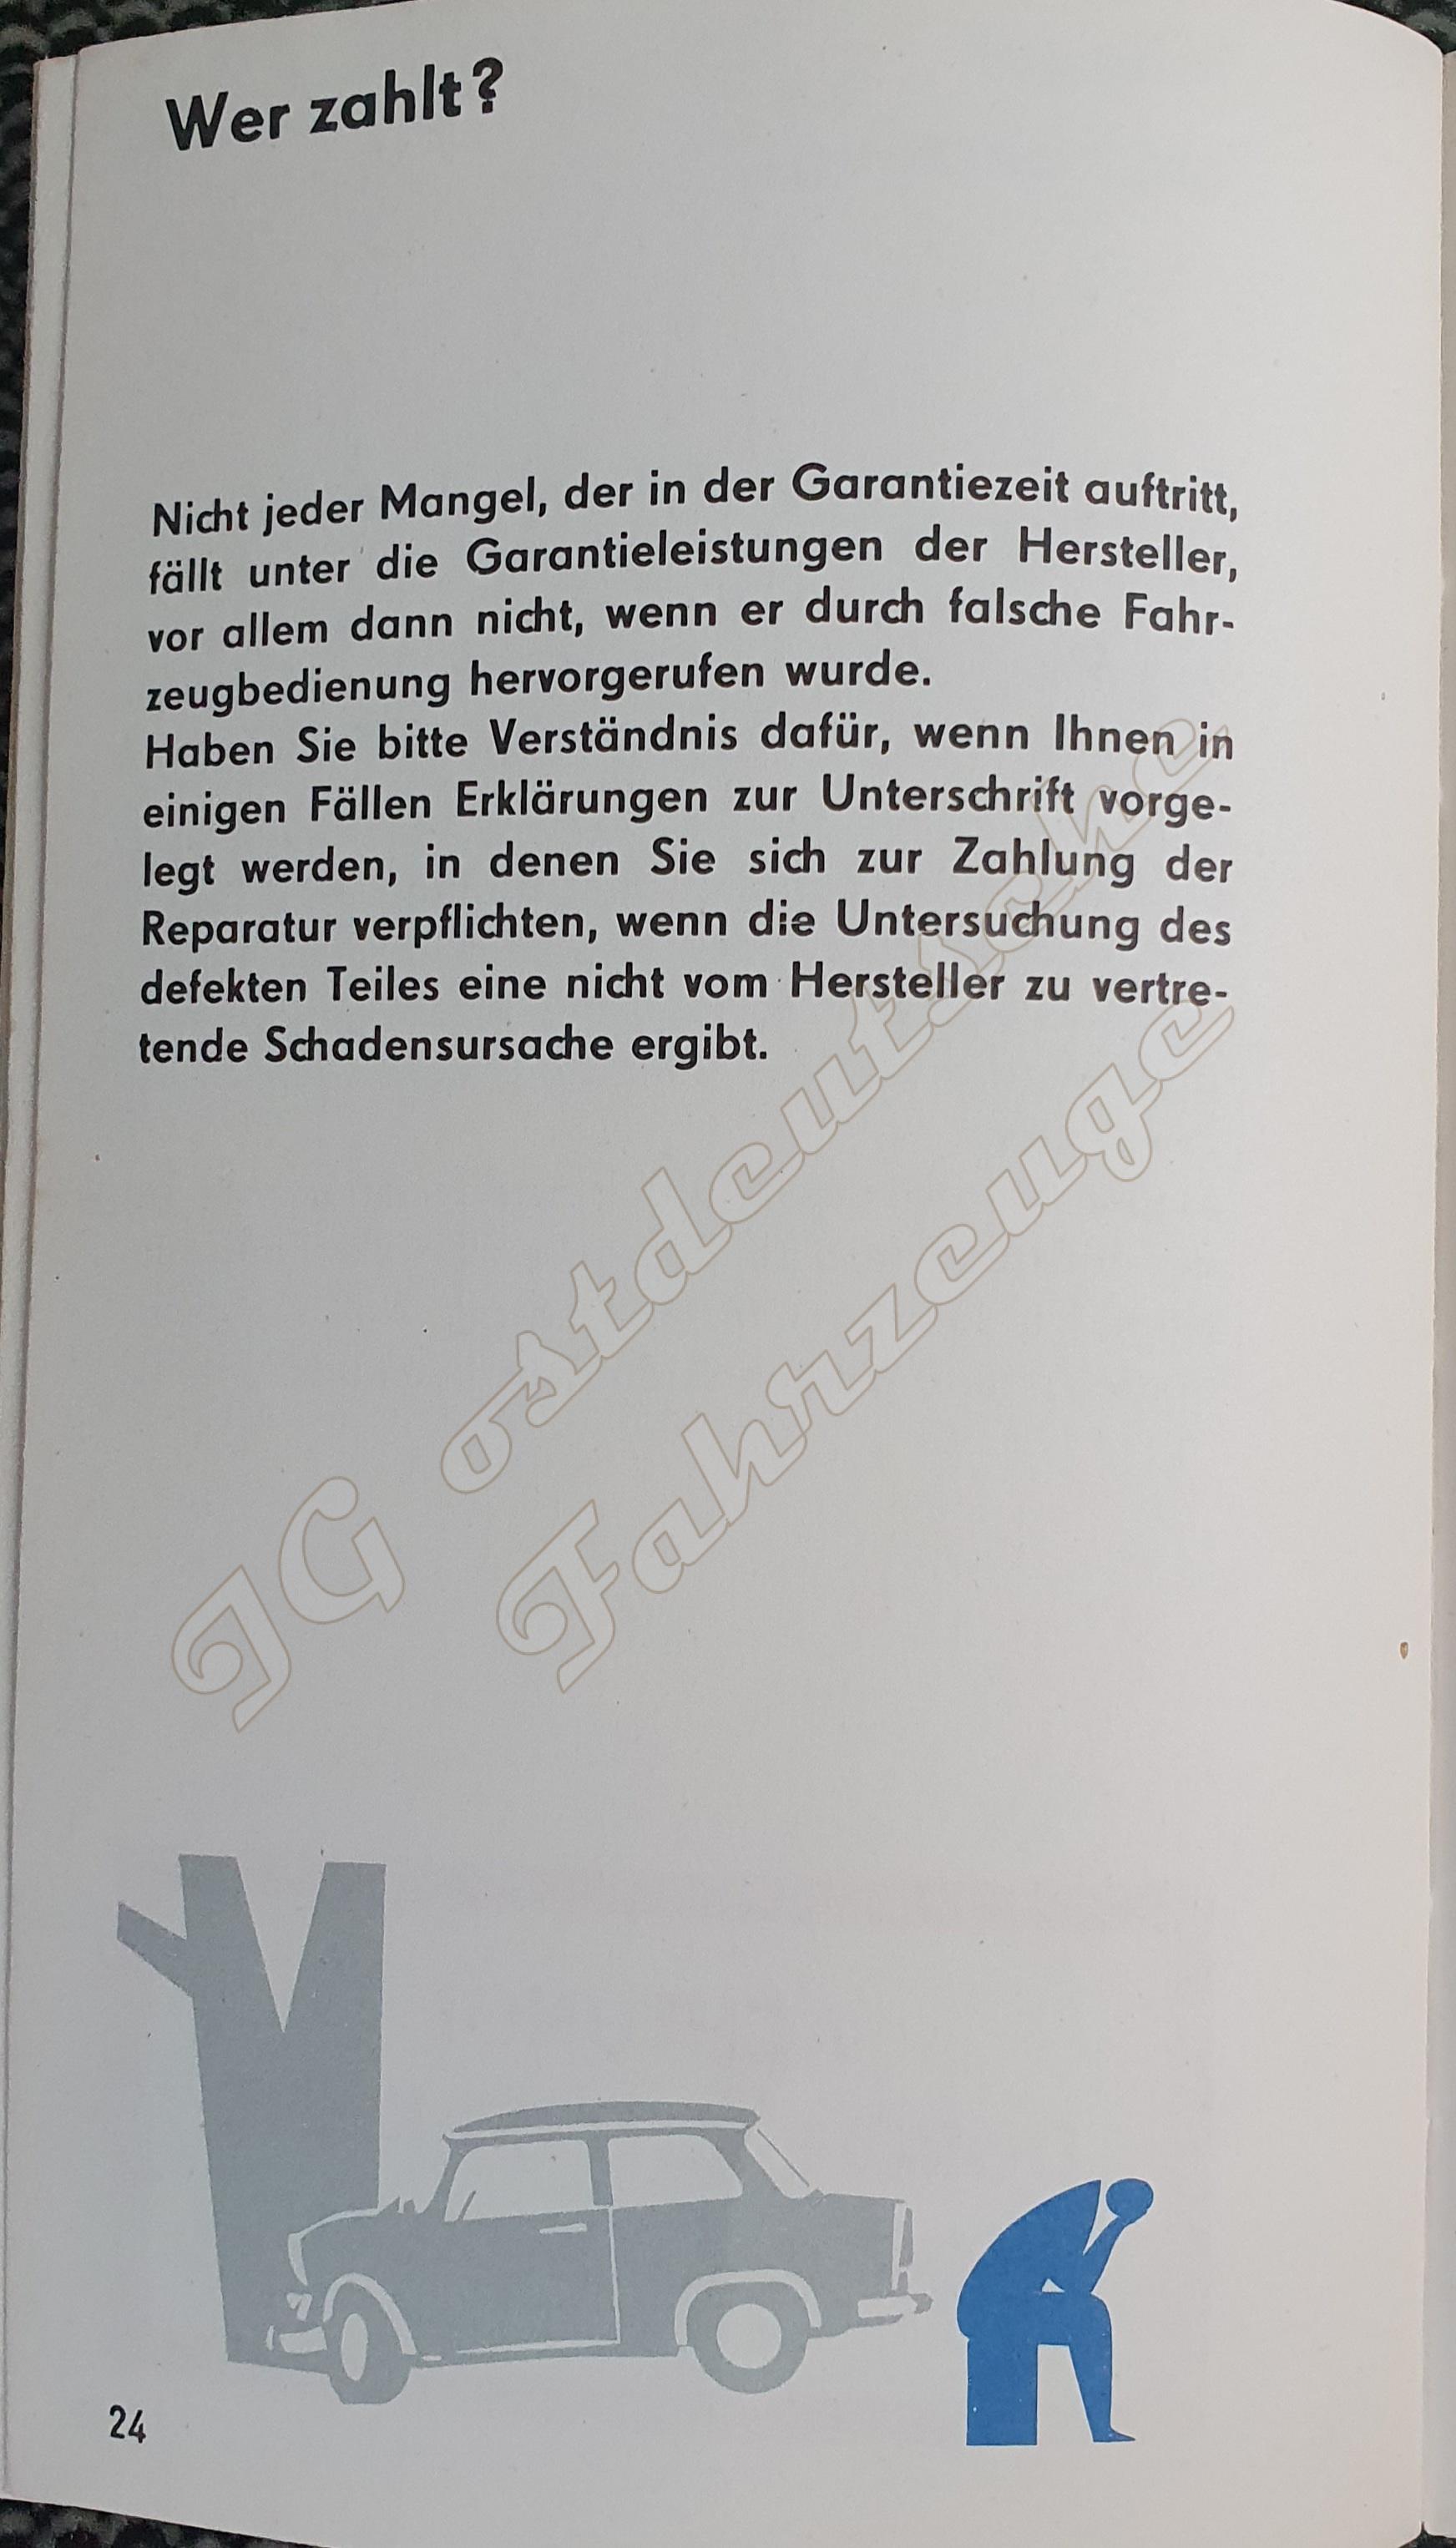 Wer zahlt?
Nicht jeder Mangel, der in der Garantiezeit auftritt,
fällt unter die Garantieleistungen der Hersteller,
vor allem dann nicht, wenn er durch falsche Fahr-
zeugbedienung hervorgerufen wurde.
Haben Sie bitte Verständnis dafür, wenn Ihnen in
einigen Fällen Erklärungen zur Unterschrift vorge-
legt werden, in denen Sie sich zur Zahlung der
Reparatur verpflichten, wenn die Untersuchung des
defekten Teiles eine nicht vom Hersteller zu vertre-
tende Schadensursache ergibt.
IG ostdeutsche
Fahrzeuge
24